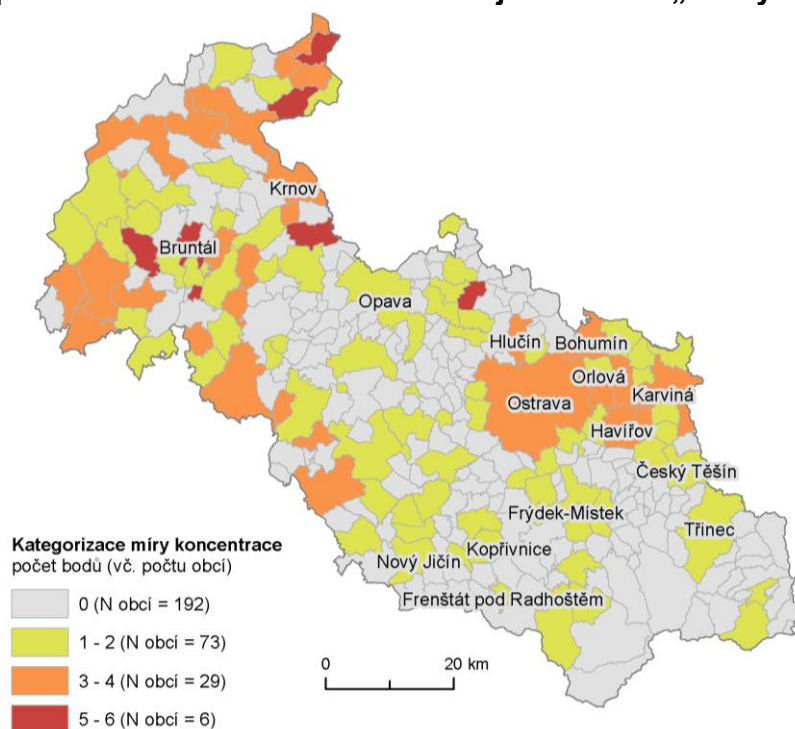 Krnov
Bruntál
Opava
Hlučín
Bohumín
Orlová
Karviná
Ostrava
Havířov
Český Těšín
Frýdek-Místek
Třinec
Kopřivnice
Nový Jičín
Frenštát pod Radhoštěm
Kategorizace míry koncentrace
počet bodů (vč. počtu obcí)
0 (N obcí = 192)
1 - 2 (N obcí = 73)
3 - 4 (N obcí = 29)
5 - 6 (N obcí = 6)
0 20 km